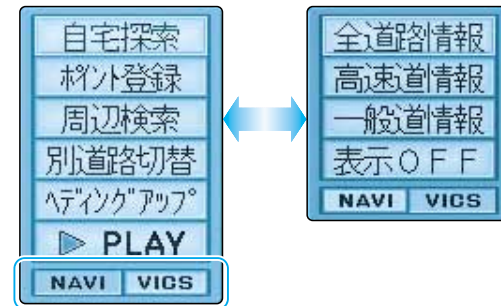 自宅探索
ﾎﾟｲﾝﾄ登録
周辺検索
別道路切替
ﾍﾃﾞｨﾝｸﾞｱｯﾌﾟ
▷ PLAY
NAVI VICS
全道路情報
高速道情報
一般道情報
表示ＯＦＦ
NAVI VICS